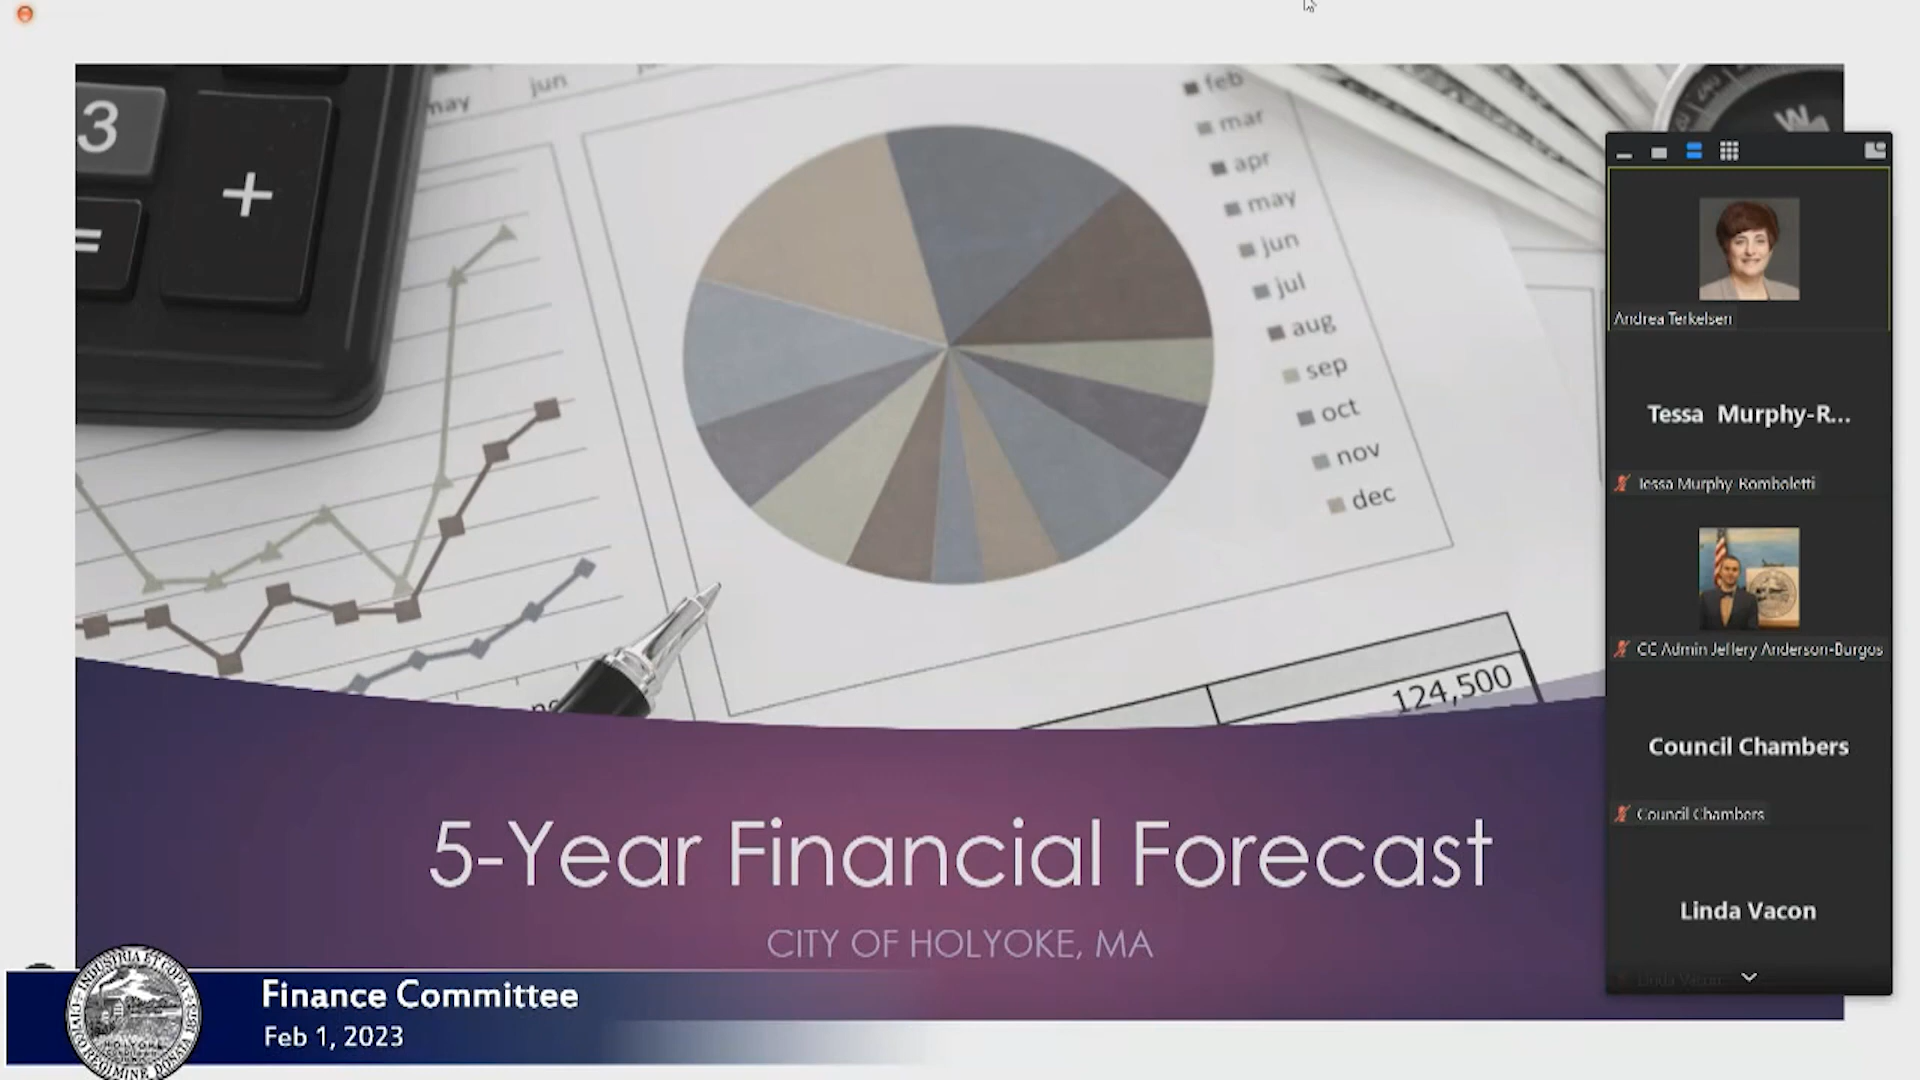 may
jun
3
+
=
feb
mar
apr
may
jun
jul
aug
sep
oct
nov
dec
W
124,500
5-Year Financial Forecast
CITY OF HOLYOKE, MA
Andrea Terkelsen
Tessa Murphy-R...
Tessa Murphy-Romboletti
CC Admin Jeffery Anderson-Burgos
Council Chambers
Council Chambers
Linda Vacon
Linda Vacon
Finance Committee
Feb 1, 2023